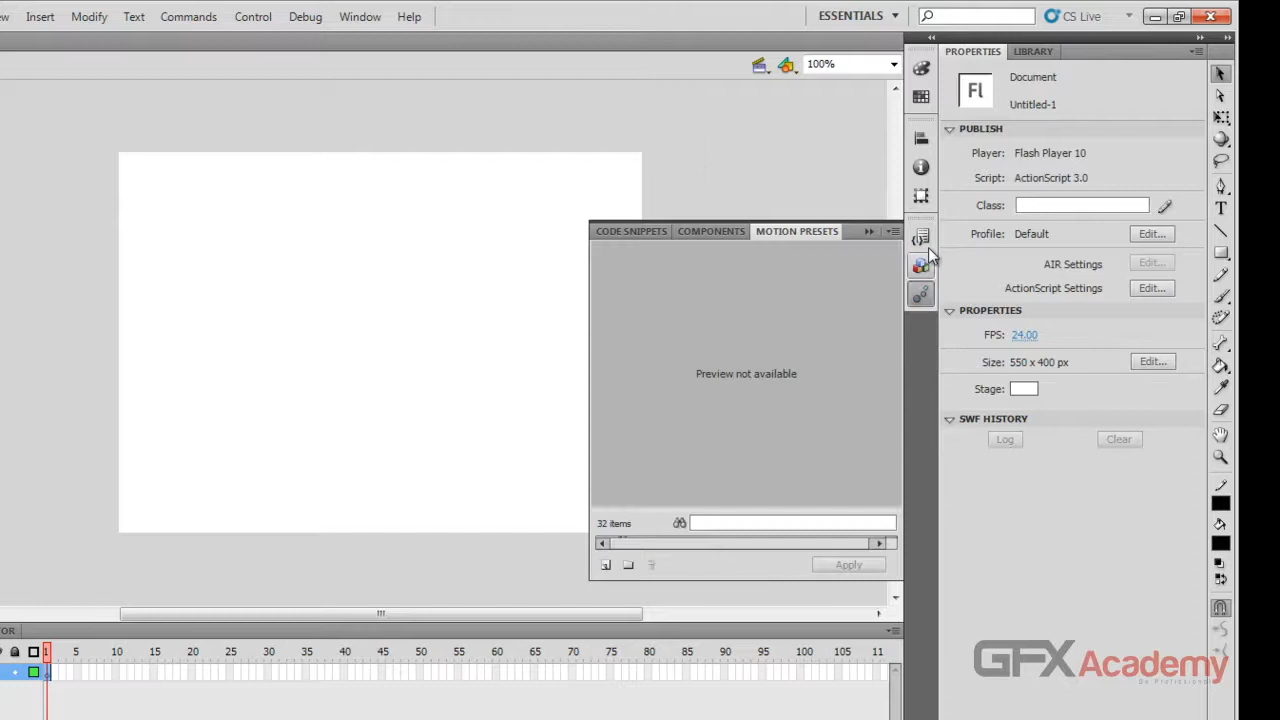 Insert Modify Text Commands Control Debug Window Help ESSENTIALS CS Live
100%
PROPERTIES LIBRARY
Fl
Document
Untitled-1
PUBLISH
Player: Flash Player 10
Script: ActionScript 3.0
Class:
Profile: Default Edit...
AIR Settings Edit...
ActionScript Settings Edit...
PROPERTIES
FPS: 24.00
Size: 550 x 400 px Edit...
Stage:
SWF HISTORY
Log Clear
CODE SNIPPETS COMPONENTS MOTION PRESETS
Preview not available
32 items
Apply
OR
1 5 10 15 20 25 30 35 40 45 50 55 60 65 70 75 80 85 90 95 100 105 11
GFX Academy